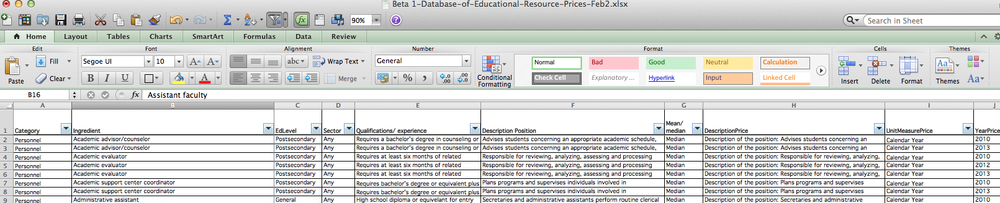 Beta 1-Database-of-Educational-Resource-Prices-Feb2.xlsx
90% Search in Sheet
Home Layout Tables Charts SmartArt Formulas Data Review
Edit Font Alignment Number Format Cells Themes
Fill Segoe UI 10 A A abc Wrap Text General Normal Bad Good Neutral Calculation
Paste Clear B I U A Merge % , .0 .00 Conditional Formatting Check Cell Explanatory ... Hyperlink Input Linked Cell Insert Delete Format Themes Aa
B16 fx Assistant faculty
A B C D E F G H I J
1 Category Ingredient EdLevel Sector Qualifications/ experience Description Position Mean/ median DescriptionPrice UnitMeasurePrice YearPrice
2 Personnel Academic advisor/counselor Postsecondary Any Requires a bachelor's degree in counseling or Advises students concerning an appropriate academic schedule, Median Description of the position: Advises students concerning an Calendar Year 2010
3 Personnel Academic advisor/counselor Postsecondary Any Requires a bachelor's degree in counseling or Advises students concerning an appropriate academic schedule, Median Description of the position: Advises students concerning an Calendar Year 2013
4 Personnel Academic evaluator Postsecondary Any Requires at least six months of related Responsible for reviewing, analyzing, assessing and processing Median Description of the position: Responsible for reviewing, analyzing, Calendar Year 2010
5 Personnel Academic evaluator Postsecondary Any Requires at least six months of related Responsible for reviewing, analyzing, assessing and processing Median Description of the position: Responsible for reviewing, analyzing, Calendar Year 2012
6 Personnel Academic evaluator Postsecondary Any Requires at least six months of related Responsible for reviewing, analyzing, assessing and processing Median Description of the position: Responsible for reviewing, analyzing, Calendar Year 2013
7 Personnel Academic support center coordinator Postsecondary Any Requires bachelor's degree or equivalent plus Plans programs and supervises individuals involved in Median Description of the position: Plans programs and supervises Calendar Year 2010
8 Personnel Academic support center coordinator Postsecondary Any Requires bachelor's degree or equivalent plus Plans programs and supervises individuals involved in Median Description of the position: Plans programs and supervises Calendar Year 2013
9 Personnel Administrative assistant General Any High school diploma or equivelant for entry Secretaries and administrative assistants perform routine clerical Median Description of the position: Secretaries and administrative Calendar Year 2010